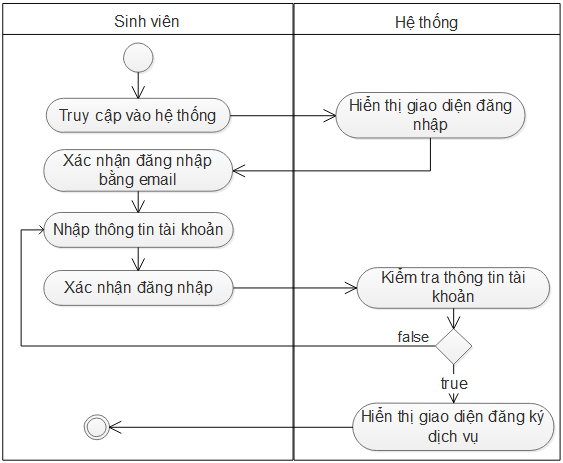 Sinh viên
Hệ thống
Truy cập vào hệ thống
Hiển thị giao diện đăng
nhập
Xác nhận đăng nhập
bằng email
Nhập thông tin tài khoản
Xác nhận đăng nhập
Kiểm tra thông tin tài
khoản
false
true
Hiển thị giao diện đăng ký
dịch vụ